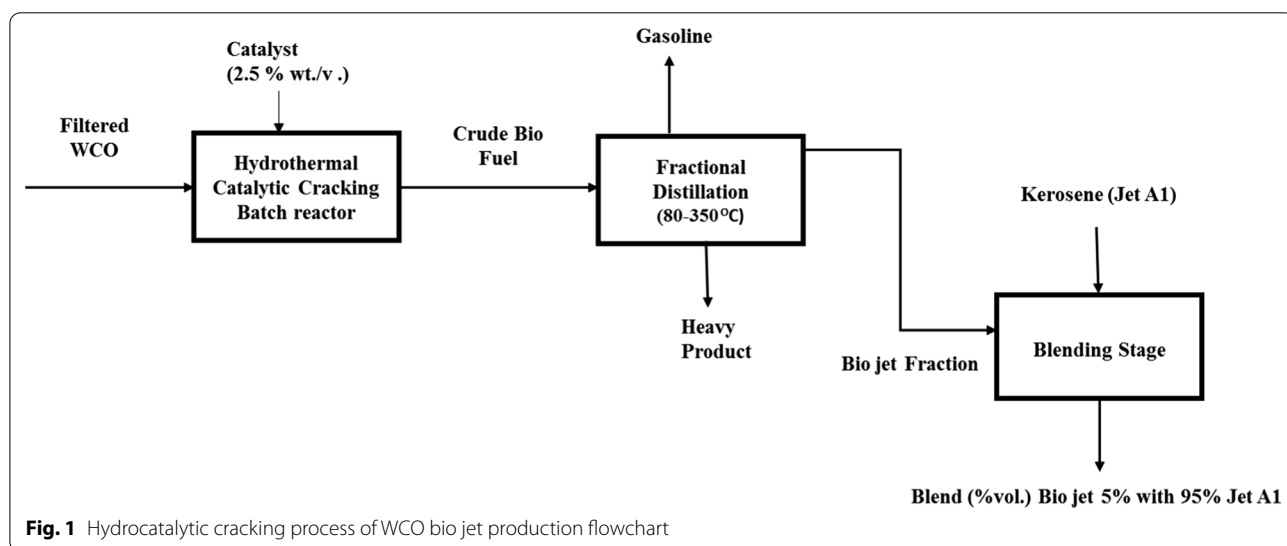 Gasoline
Catalyst
(2.5 % wt./v .)
Filtered
WCO
Hydrothermal
Catalytic Cracking
Batch reactor
Crude Bio
Fuel
Fractional
Distillation
(80-350⁰C)
Heavy
Product
Kerosene (Jet A1)
Bio jet Fraction
Blending Stage
Blend (%vol.) Bio jet 5% with 95% Jet A1
Fig. 1 Hydrocatalytic cracking process of WCO bio jet production flowchart